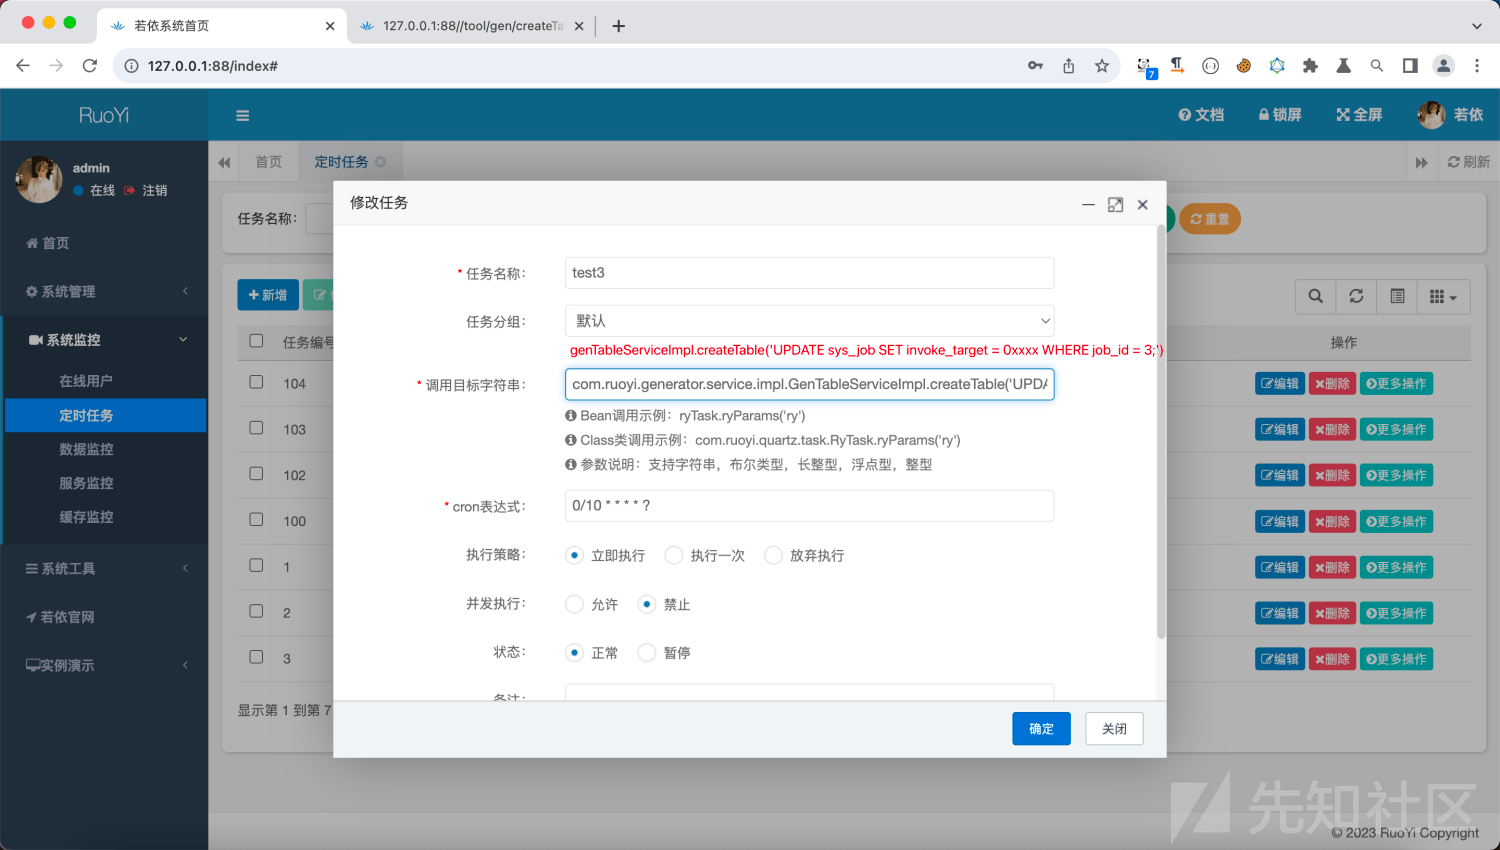 若依系统首页
127.0.0.1:88//tool/gen/createTa
127.0.0.1:88/index#
7
RuoYi
文档
锁屏
全屏
若依
admin
在线
注销
首页
定时任务
刷新
任务名称：
重置
首页
系统管理
系统监控
在线用户
定时任务
数据监控
服务监控
缓存监控
系统工具
若依官网
实例演示
新增
任务编号
操作
104
编辑 删除 更多操作
103
编辑 删除 更多操作
102
编辑 删除 更多操作
100
编辑 删除 更多操作
1
编辑 删除 更多操作
2
编辑 删除 更多操作
3
编辑 删除 更多操作
显示第 1 到第 7
修改任务
* 任务名称： test3
任务分组： 默认
genTableServiceImpl.createTable('UPDATE sys_job SET invoke_target = 0xxxx WHERE job_id = 3;')
* 调用目标字符串： com.ruoyi.generator.service.impl.GenTableServiceImpl.createTable('UPDA
Bean调用示例：ryTask.ryParams('ry')
Class类调用示例：com.ruoyi.quartz.task.RyTask.ryParams('ry')
参数说明：支持字符串，布尔类型，长整型，浮点型，整型
* cron表达式： 0/10 * * * * ?
执行策略： 立即执行 执行一次 放弃执行
并发执行： 允许 禁止
状态： 正常 暂停
备注：
确定
关闭
先知社区
© 2023 RuoYi Copyright